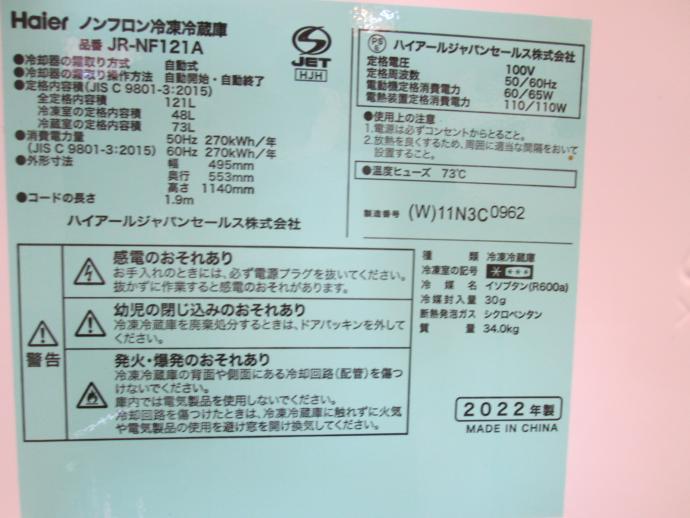 Haier ノンフロン冷凍冷蔵庫
品番 JR-NF121A
●冷却器の霜取り方式 自動式
●冷却器の霜取り操作方法 自動開始・自動終了
●定格内容積(JIS C 9801-3:2015)
全定格内容積 121L
冷凍室の定格内容積 48L
冷蔵室の定格内容積 73L
●消費電力量 50Hz 270kWh/年
(JIS C 9801-3:2015) 60Hz 270kWh/年
●外形寸法 幅 495mm
奥行 553mm
高さ 1140mm
●コードの長さ 1.9m
ハイアールジャパンセールス株式会社
S
JET
HJH
PS
E
ハイアールジャパンセールス株式会社
定格電圧 100V
定格周波数 50/60Hz
電動機定格消費電力 60/65W
電熱装置定格消費電力 110/110W
●使用上の注意
1.電源は必ずコンセントからとること。
2.放熱を良くするため、周囲に適当な間隔をおいて
設置すること。
●温度ヒューズ 73℃
製造番号 (W)11N3C0962
警告
感電のおそれあり
お手入れのときには、必ず電源プラグを抜いてください。
抜かずに作業すると感電のおそれがあります。
幼児の閉じ込みのおそれあり
冷凍冷蔵庫を廃棄処分するときは、ドアパッキンを外して
ください。
発火・爆発のおそれあり
冷凍冷蔵庫の背面や側面にある冷却回路(配管)を傷つ
けないでください。
庫内では電気製品を使用しないでください。
冷却回路を傷つけたときは、冷凍冷蔵庫に触れずに火気
や電気製品の使用を避け窓を開け換気してください。
種類 冷凍冷蔵庫
冷凍室の記号 ****
冷媒 イソブタン(R600a)
冷媒封入量 30g
断熱発泡ガス シクロペンタン
質量 34.0kg
2022年製
MADE IN CHINA